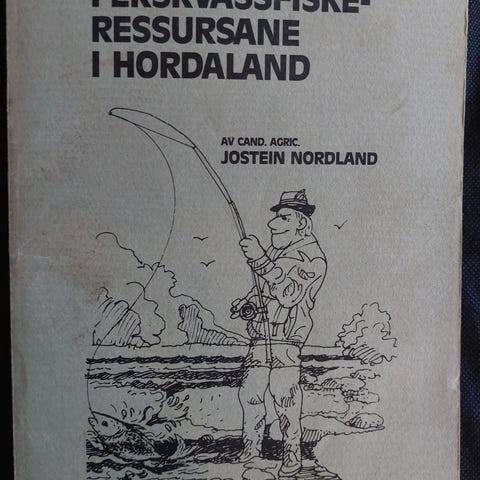 FERSKVASSFISKE-
RESSURSANE
I HORDALAND
AV CAND. AGRIC.
JOSTEIN NORDLAND